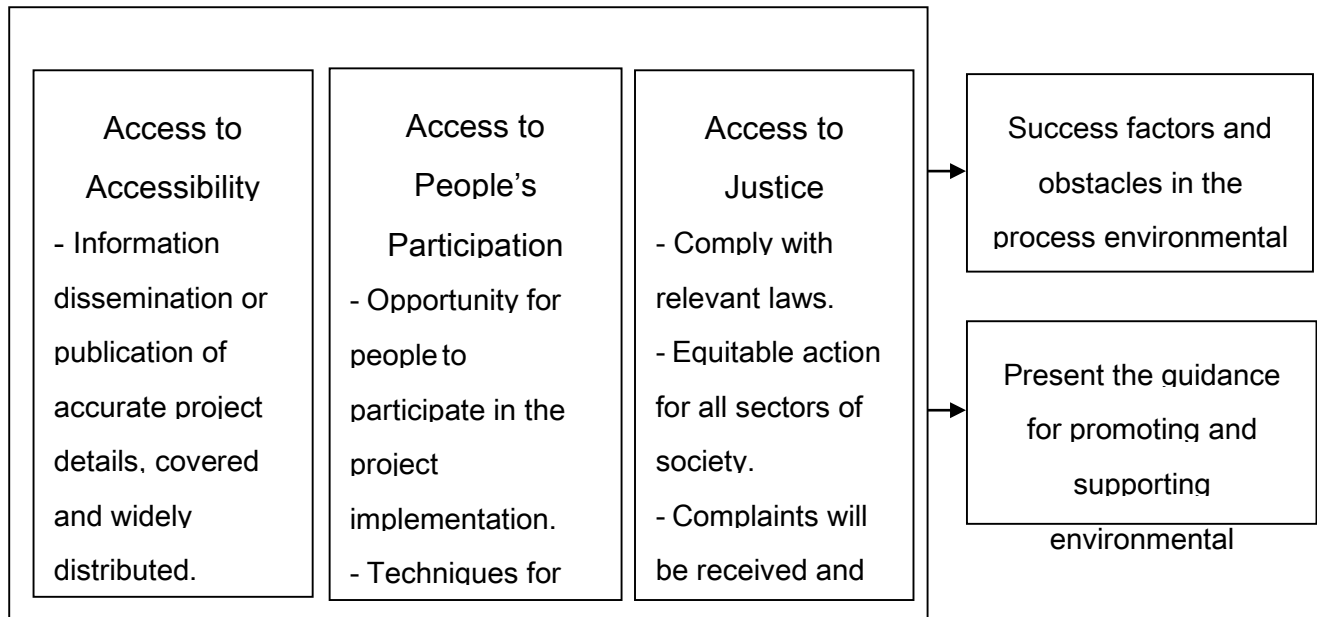 Access to
Accessibility
- Information
dissemination or
publication of
accurate project
details, covered
and widely
distributed.
Access to
People's
Participation
- Opportunity for
people to
participate in the
project
implementation.
- Techniques for
Access to
Justice
- Comply with
relevant laws.
- Equitable action
for all sectors of
society.
- Complaints will
be received and
Success factors and
obstacles in the
process environmental
Present the guidance
for promoting and
supporting
environmental